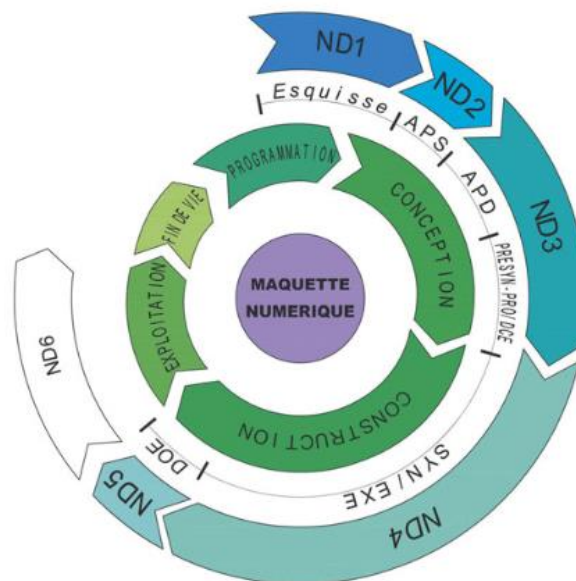 ND1
ND2
ND3
ND4
ND5
ND6
Esquisse
APS
APD
PRESYN-PRO/DCE
SYN/EXE
DOE
PROGRAMMATION
CONCEPTION
CONSTRUCTION
EXPLOITATION
FIN DE VIE
MAQUETTE
NUMERIQUE